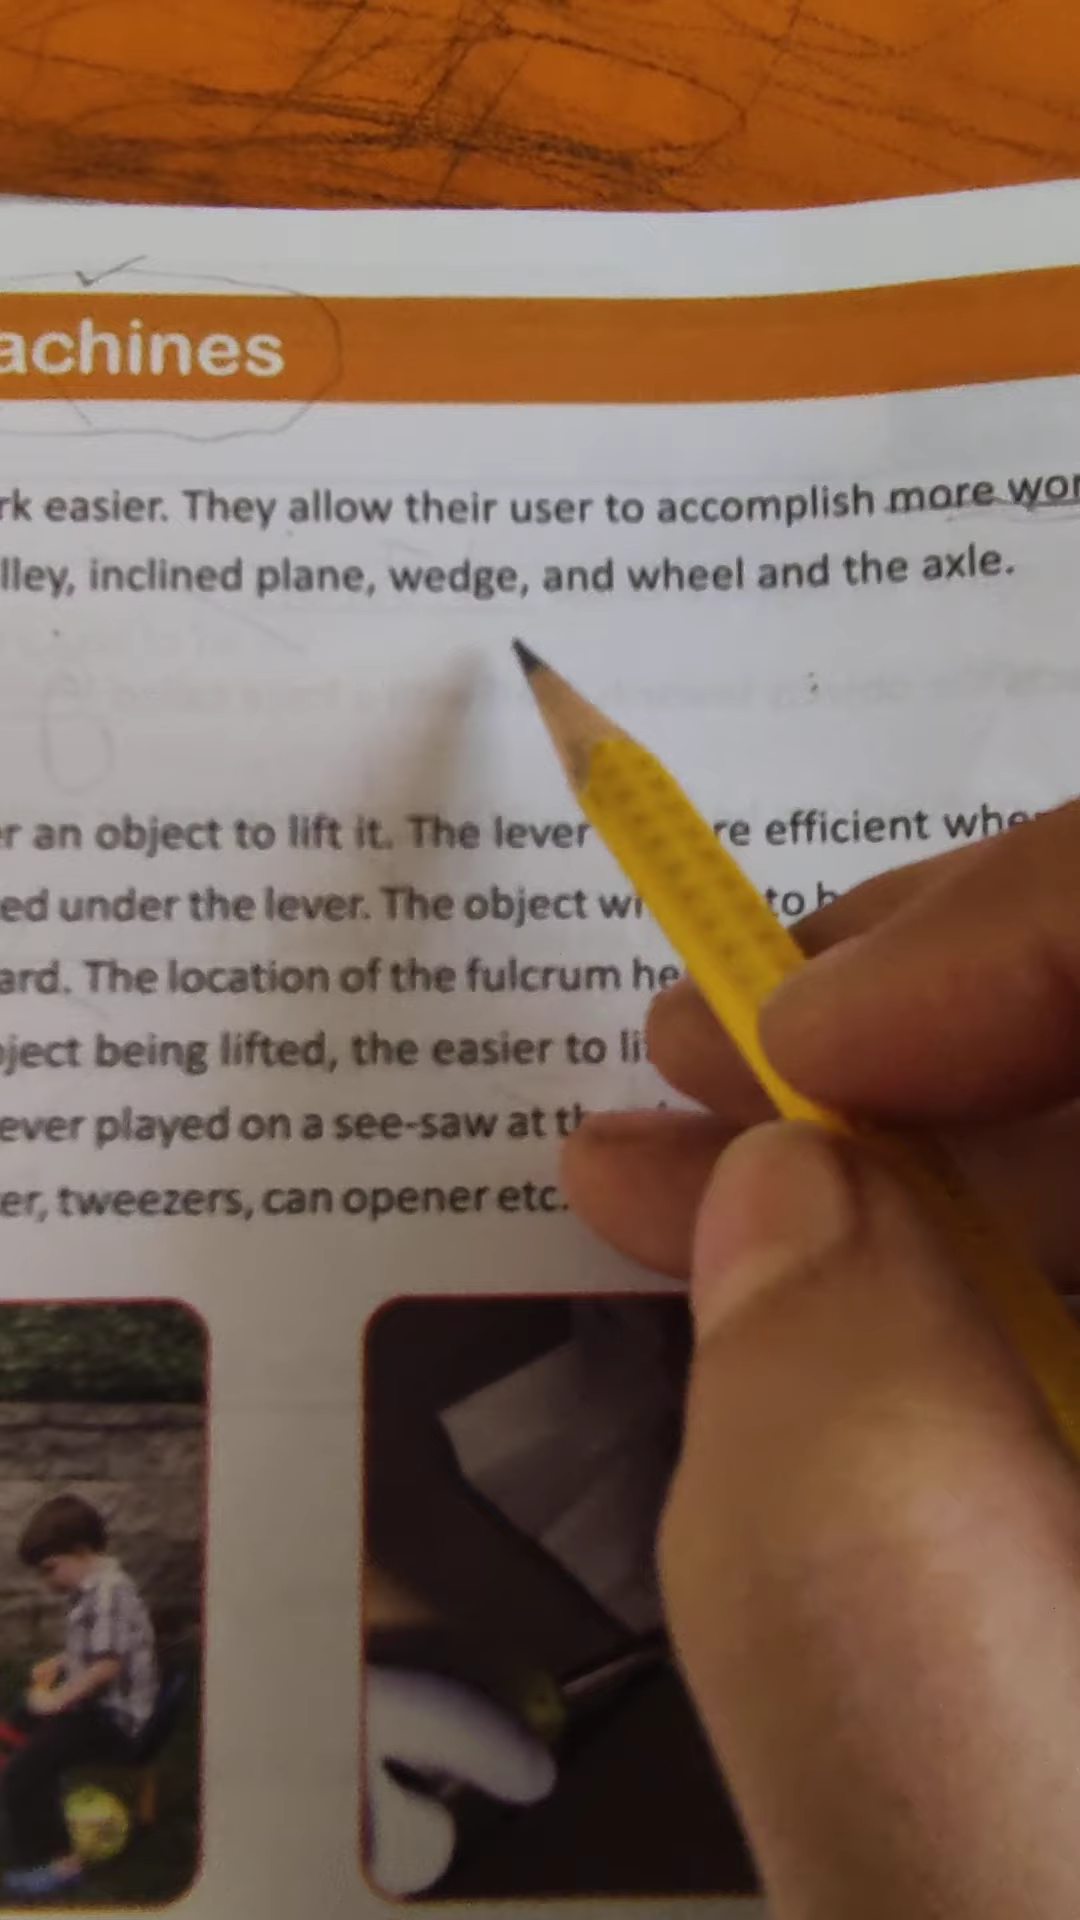 achines
rk easier. They allow their user to accomplish more wor
lley, inclined plane, wedge, and wheel and the axle.
er an object to lift it. The lever re efficient whe
ed under the lever. The object wi to b
ard. The location of the fulcrum he
ject being lifted, the easier to li
ever played on a see-saw at th
er, tweezers, can opener etc.